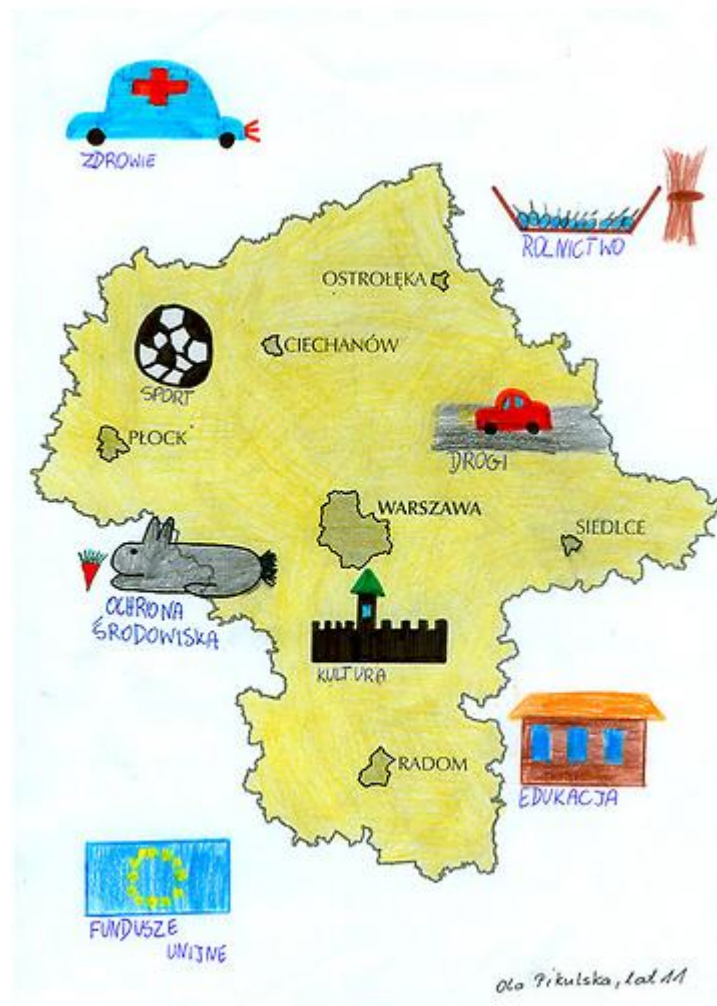 ZDROWIE
ROLNICTWO
OSTROŁĘKA
CIECHANÓW
SPORT
PŁOCK
DROGI
WARSZAWA
SIEDLCE
OCHRONA
ŚRODOWISKA
KULTURA
RADOM
EDUKACJA
FUNDUSZE
UNIJNE
Ola Pikulska, lat 11